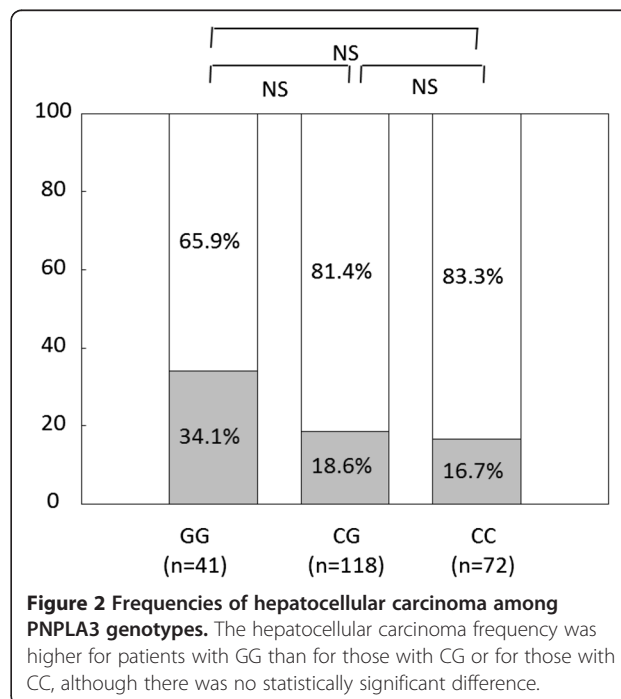 NS
NS NS
100
80
60
40
20
0
65.9% 81.4% 83.3%
34.1% 18.6% 16.7%
GG CG CC
(n=41) (n=118) (n=72)
Figure 2 Frequencies of hepatocellular carcinoma among
PNPLA3 genotypes. The hepatocellular carcinoma frequency was
higher for patients with GG than for those with CG or for those with
CC, although there was no statistically significant difference.